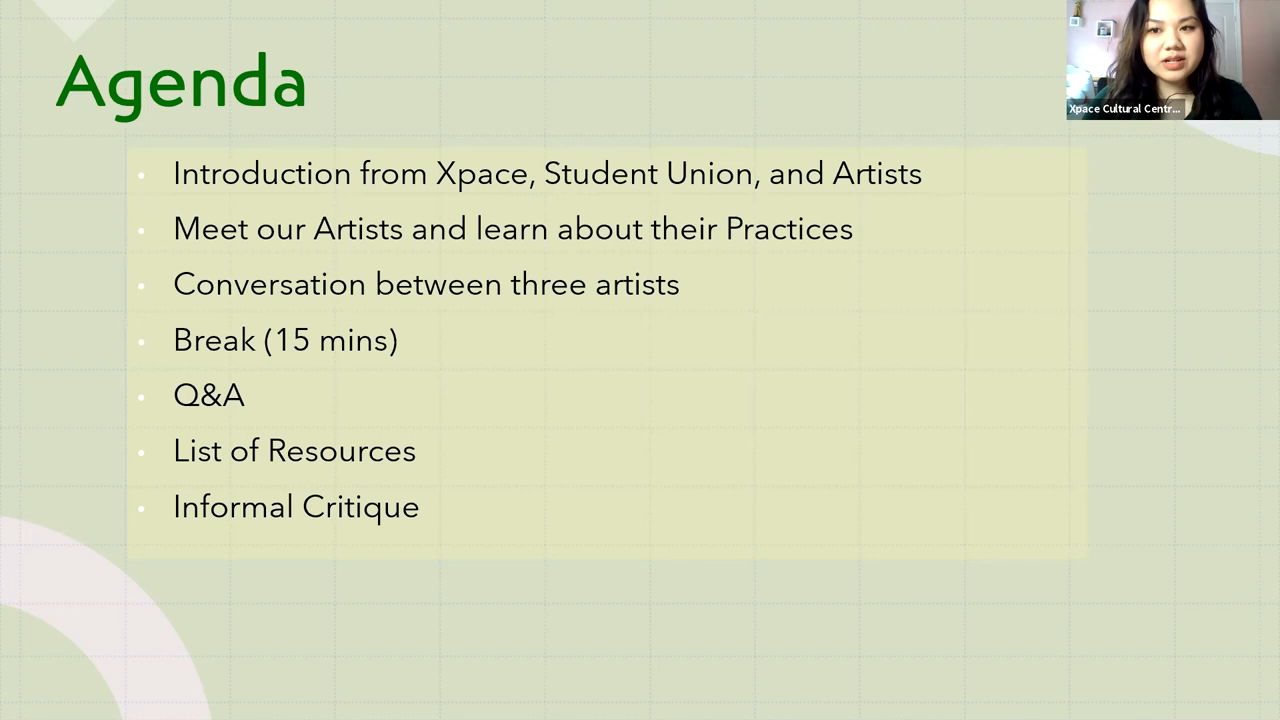 Agenda
Introduction from Xpace, Student Union, and Artists
Meet our Artists and learn about their Practices
Conversation between three artists
Break (15 mins)
Q&A
List of Resources
Informal Critique
Xpace Cultural Centr...